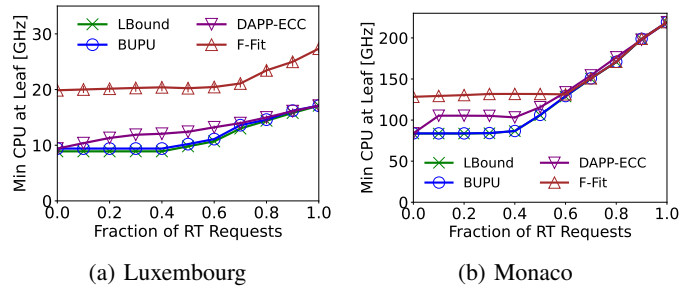 LBound
BUPU
DAPP-ECC
F-Fit
Min CPU at Leaf [GHz]
35
30
20
10
0
0.0 0.2 0.4 0.6 0.8 1.0
Fraction of RT Requests
(a) Luxembourg
Min CPU at Leaf [GHz]
200
150
100
50
0
LBound
BUPU
DAPP-ECC
F-Fit
0.0 0.2 0.4 0.6 0.8 1.0
Fraction of RT Requests
(b) Monaco